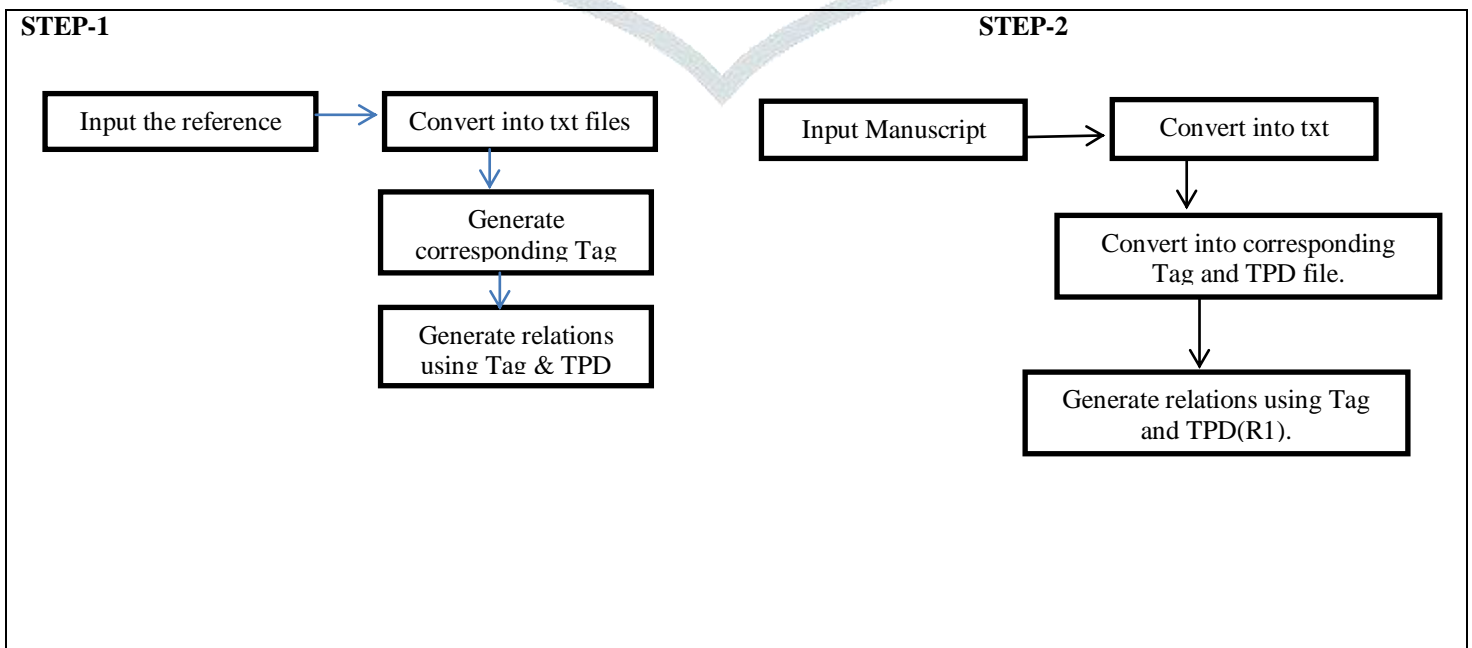 STEP-1
Input the reference
Convert into txt files
Generate
corresponding Tag
Generate relations
using Tag & TPD
STEP-2
Input Manuscript
Convert into txt
Convert into corresponding
Tag and TPD file.
Generate relations using Tag
and TPD(R1).